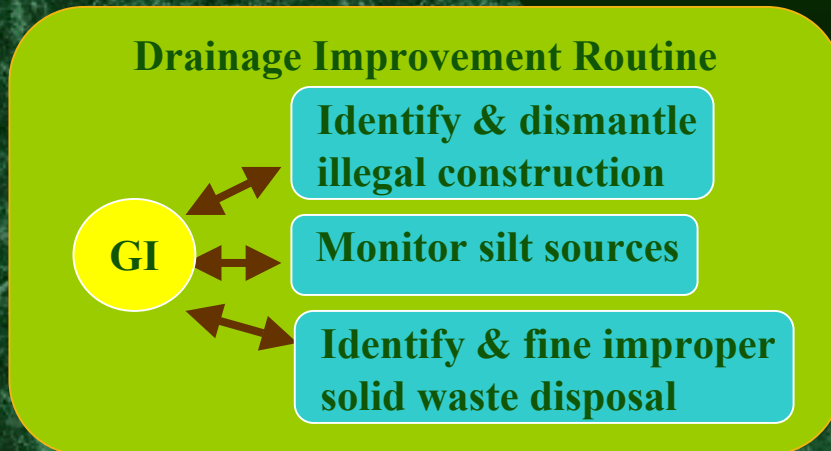 Drainage Improvement Routine
Identify & dismantle
illegal construction
GI
Monitor silt sources
Identify & fine improper
solid waste disposal